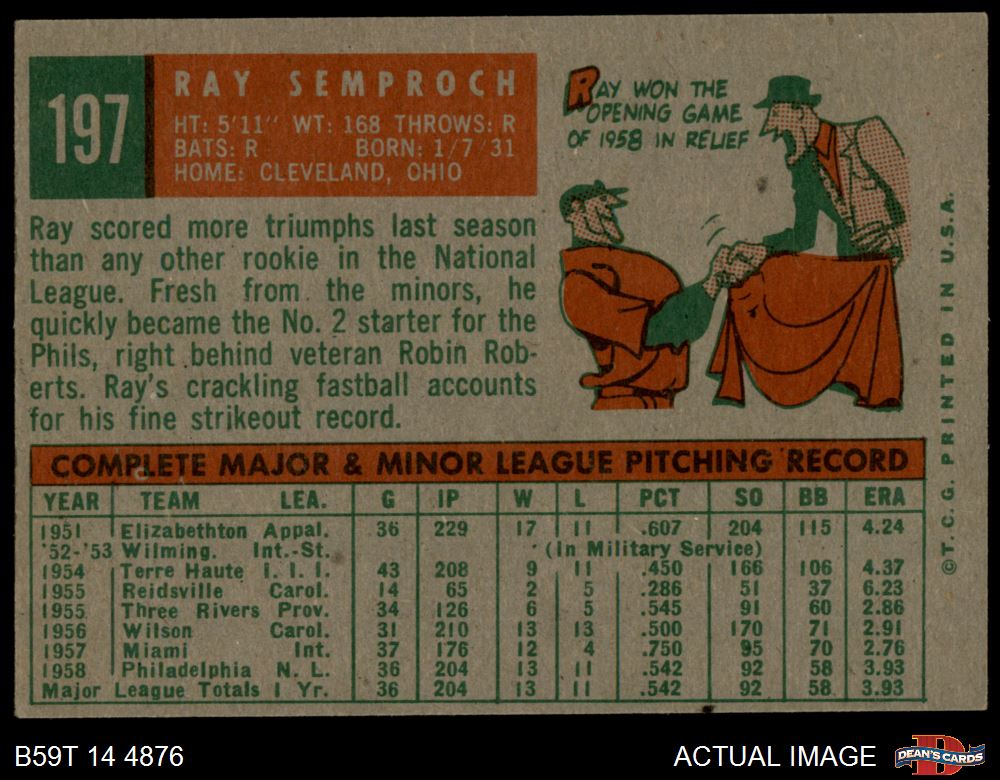 197
RAY SEMPROCH
HT: 5'11" WT: 168 THROWS: R
BATS: R BORN: 1/7/31
HOME: CLEVELAND, OHIO
RAY WON THE
OPENING GAME
OF 1958 IN RELIEF
Ray scored more triumphs last season
than any other rookie in the National
League. Fresh from the minors, he
quickly became the No. 2 starter for the
Phils, right behind veteran Robin Rob-
erts. Ray's crackling fastball accounts
for his fine strikeout record.
COMPLETE MAJOR & MINOR LEAGUE PITCHING RECORD
YEAR TEAM LEA. G IP W L PCT SO BB ERA
1951 Elizabethton Appal. 36 229 17 11 .607 204 115 4.24
'52-'53 Wilming. Int.-St. (In Military Service)
1954 Terre Haute I. I. I. 43 208 9 11 .450 166 106 4.37
1955 Reidsville Carol. 14 65 2 5 .286 51 37 6.23
1955 Three Rivers Prov. 34 126 6 5 .545 91 60 2.86
1956 Wilson Carol. 31 210 13 13 .500 170 71 2.91
1957 Miami Int. 37 176 12 4 .750 95 70 2.76
1958 Philadelphia N. L. 36 204 13 11 .542 92 58 3.93
Major League Totals 1 Yr. 36 204 13 11 .542 92 58 3.93
©T.C.G. PRINTED IN U.S.A.
B59T 14 4876
ACTUAL IMAGE
D
DEAN'S CARDS